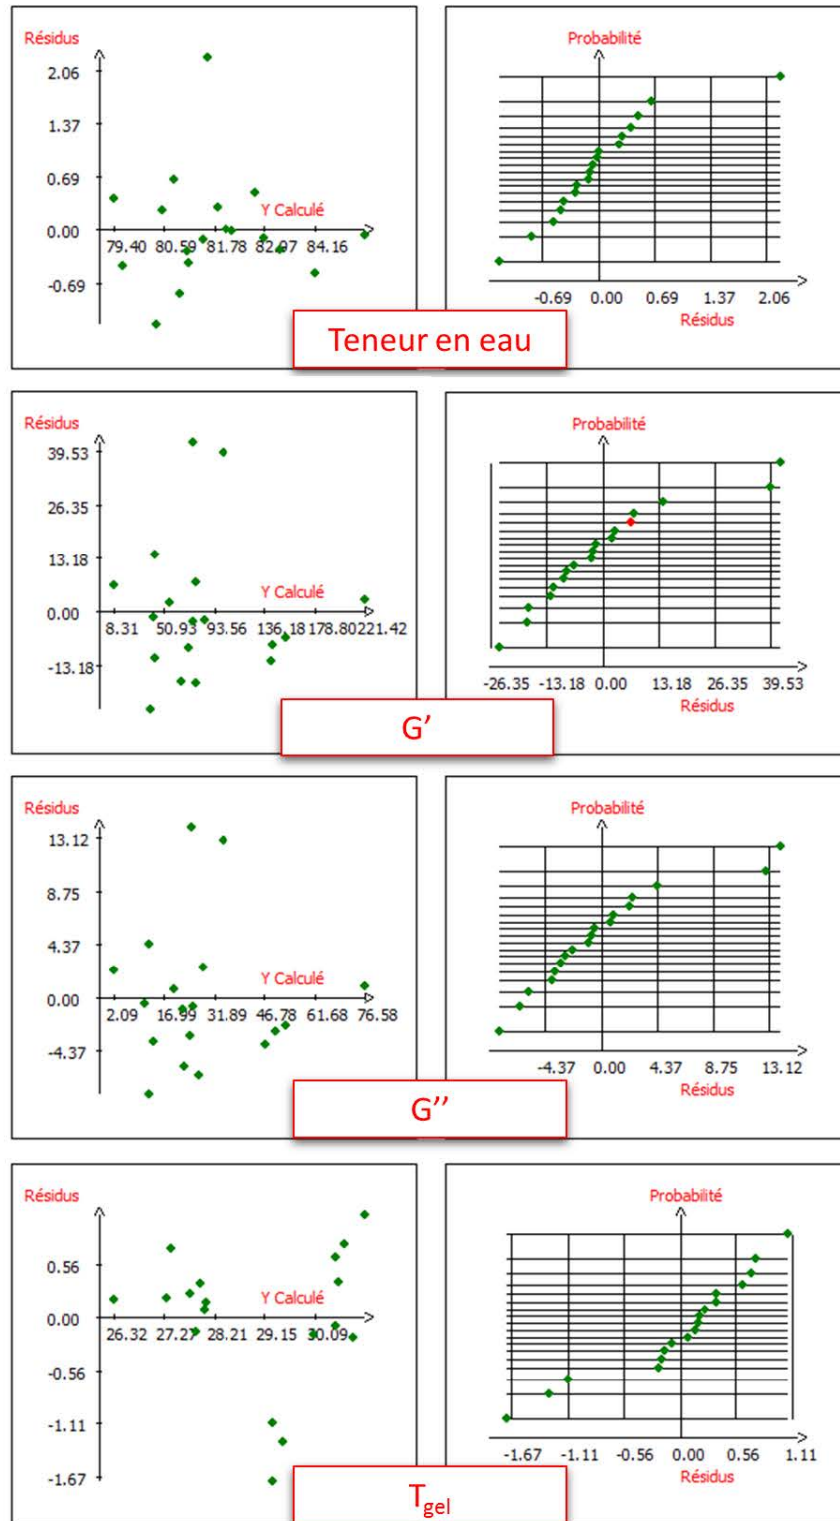 Résidus
2.06
1.37
0.69
0.00
-0.69
Y Calculé
79.40 80.59 81.78 82.97 84.16
Probabilité
-0.69 0.00 0.69 1.37 2.06
Résidus
Teneur en eau
Résidus
39.53
26.35
13.18
0.00
-13.18
Y Calculé
8.31 50.93 93.56 136.18 178.80 221.42
Probabilité
-26.35 -13.18 0.00 13.18 26.35 39.53
Résidus
G’
Résidus
13.12
8.75
4.37
0.00
-4.37
Y Calculé
2.09 16.99 31.89 46.78 61.68 76.58
Probabilité
-4.37 0.00 4.37 8.75 13.12
Résidus
G’’
Résidus
0.56
0.00
-0.56
-1.11
-1.67
Y Calculé
26.32 27.27 28.21 29.15 30.09
Probabilité
-1.67 -1.11 -0.56 0.00 0.56 1.11
Résidus
Tgel